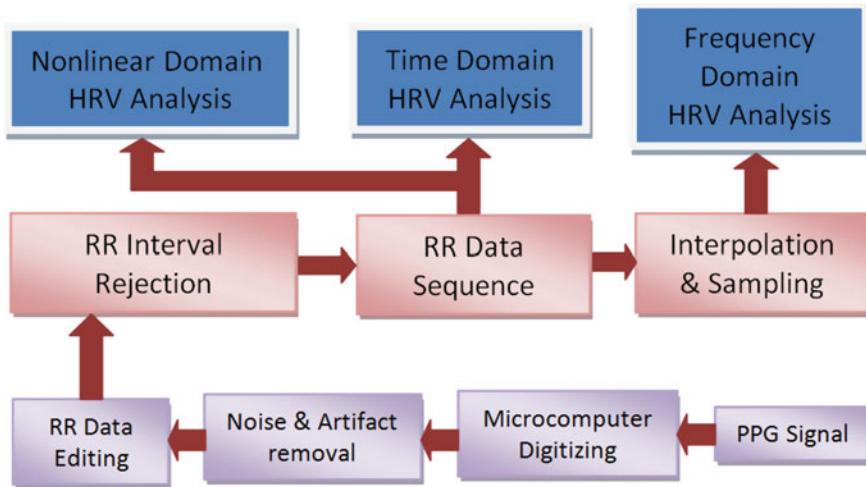 Nonlinear Domain
HRV Analysis
Time Domain
HRV Analysis
Frequency
Domain
HRV Analysis
RR Interval
Rejection
RR Data
Sequence
Interpolation
& Sampling
RR Data
Editing
Noise & Artifact
removal
Microcomputer
Digitizing
PPG Signal